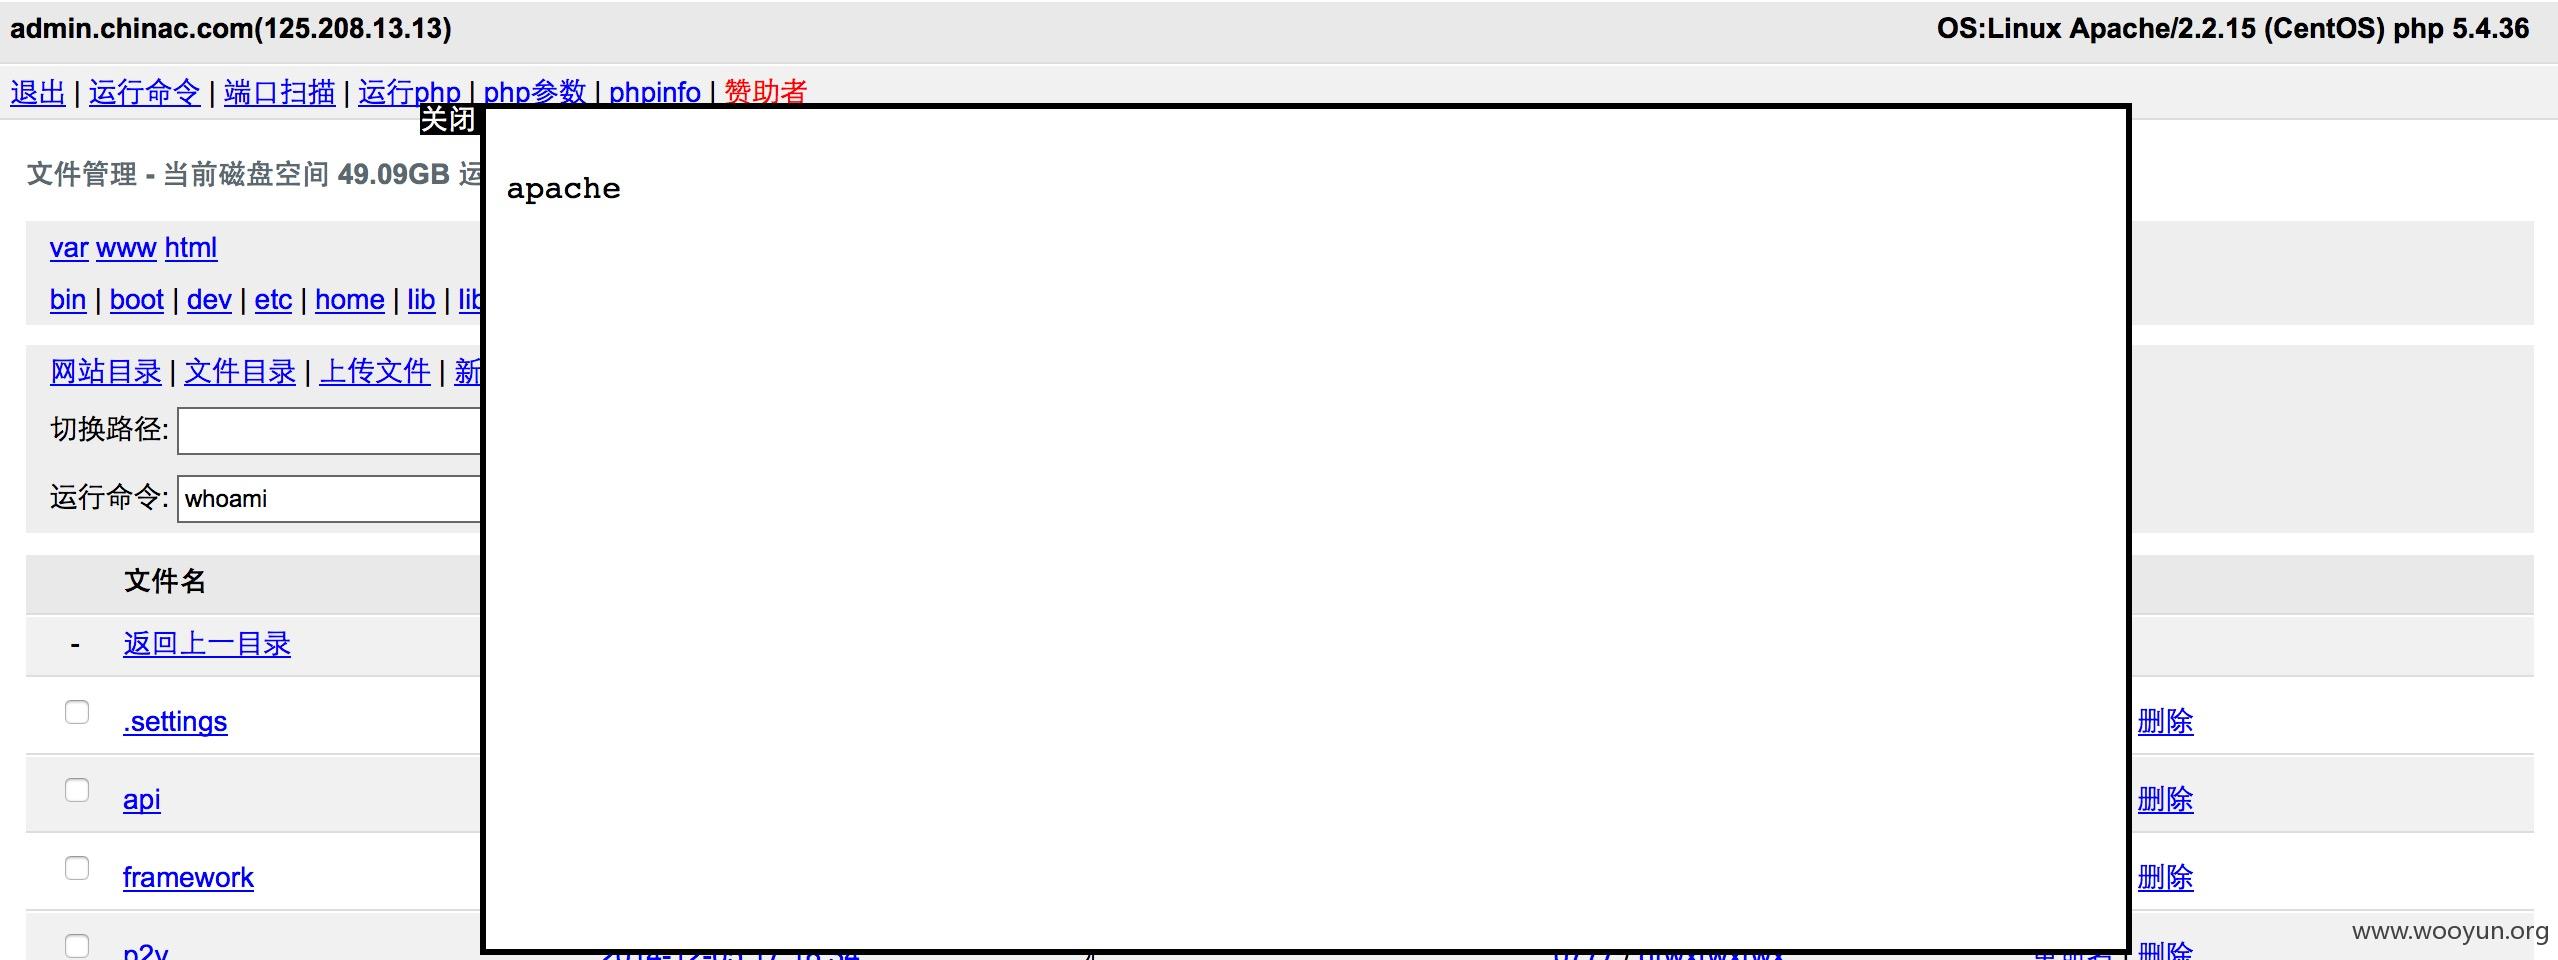 admin.chinac.com(125.208.13.13) OS:Linux Apache/2.2.15 (CentOS) php 5.4.36
退出 | 运行命令 | 端口扫描 | 运行php | php参数 | phpinfo | 赞助者
关闭
文件管理 - 当前磁盘空间 49.09GB 运
apache
var www html
bin | boot | dev | etc | home | lib | lib
网站目录 | 文件目录 | 上传文件 | 新
切换路径:
运行命令: whoami
文件名
- 返回上一目录
.settings 删除
api 删除
framework 删除
p2v 删除
www.wooyun.org